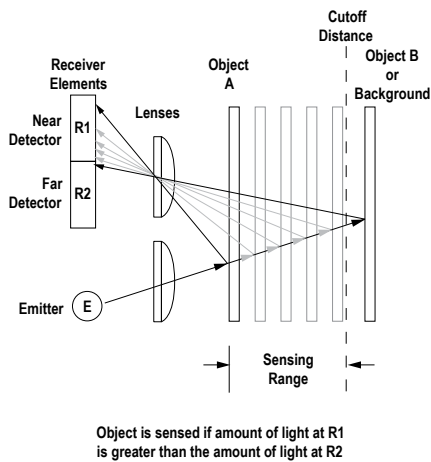 Cutoff
Distance
Receiver
Elements
Object
A
Object B
or
Background
Lenses
Near
Detector
R1
Far
Detector
R2
Emitter
E
Sensing
Range
Object is sensed if amount of light at R1
is greater than the amount of light at R2